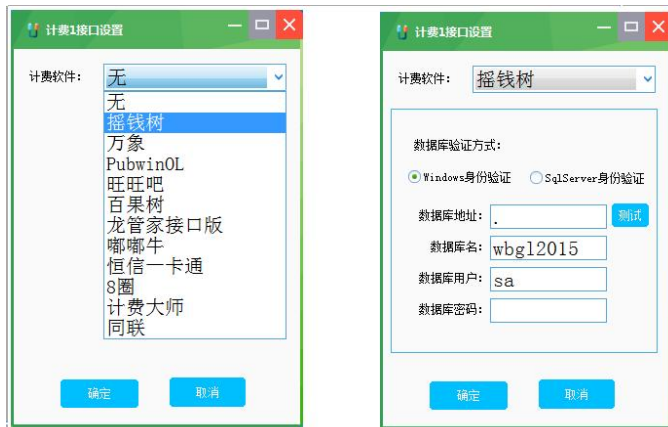 计费1接口设置
计费软件：
无
无
摇钱树
万象
PubwinOL
旺旺吧
百果树
龙管家接口版
嘟嘟牛
恒信一卡通
8圈
计费大师
同联
确定
取消
计费1接口设置
计费软件：
摇钱树
数据库验证方式：
Windows身份验证
SqlServer身份验证
数据库地址：
.
测试
数据库名：
wbgl2015
数据库用户：
sa
数据库密码：
确定
取消